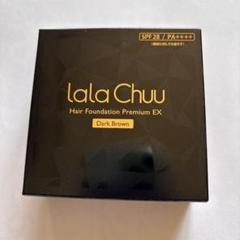 SPF28 / PA++++
lala Chuu
Hair Foundation Premium EX
Dark Brown